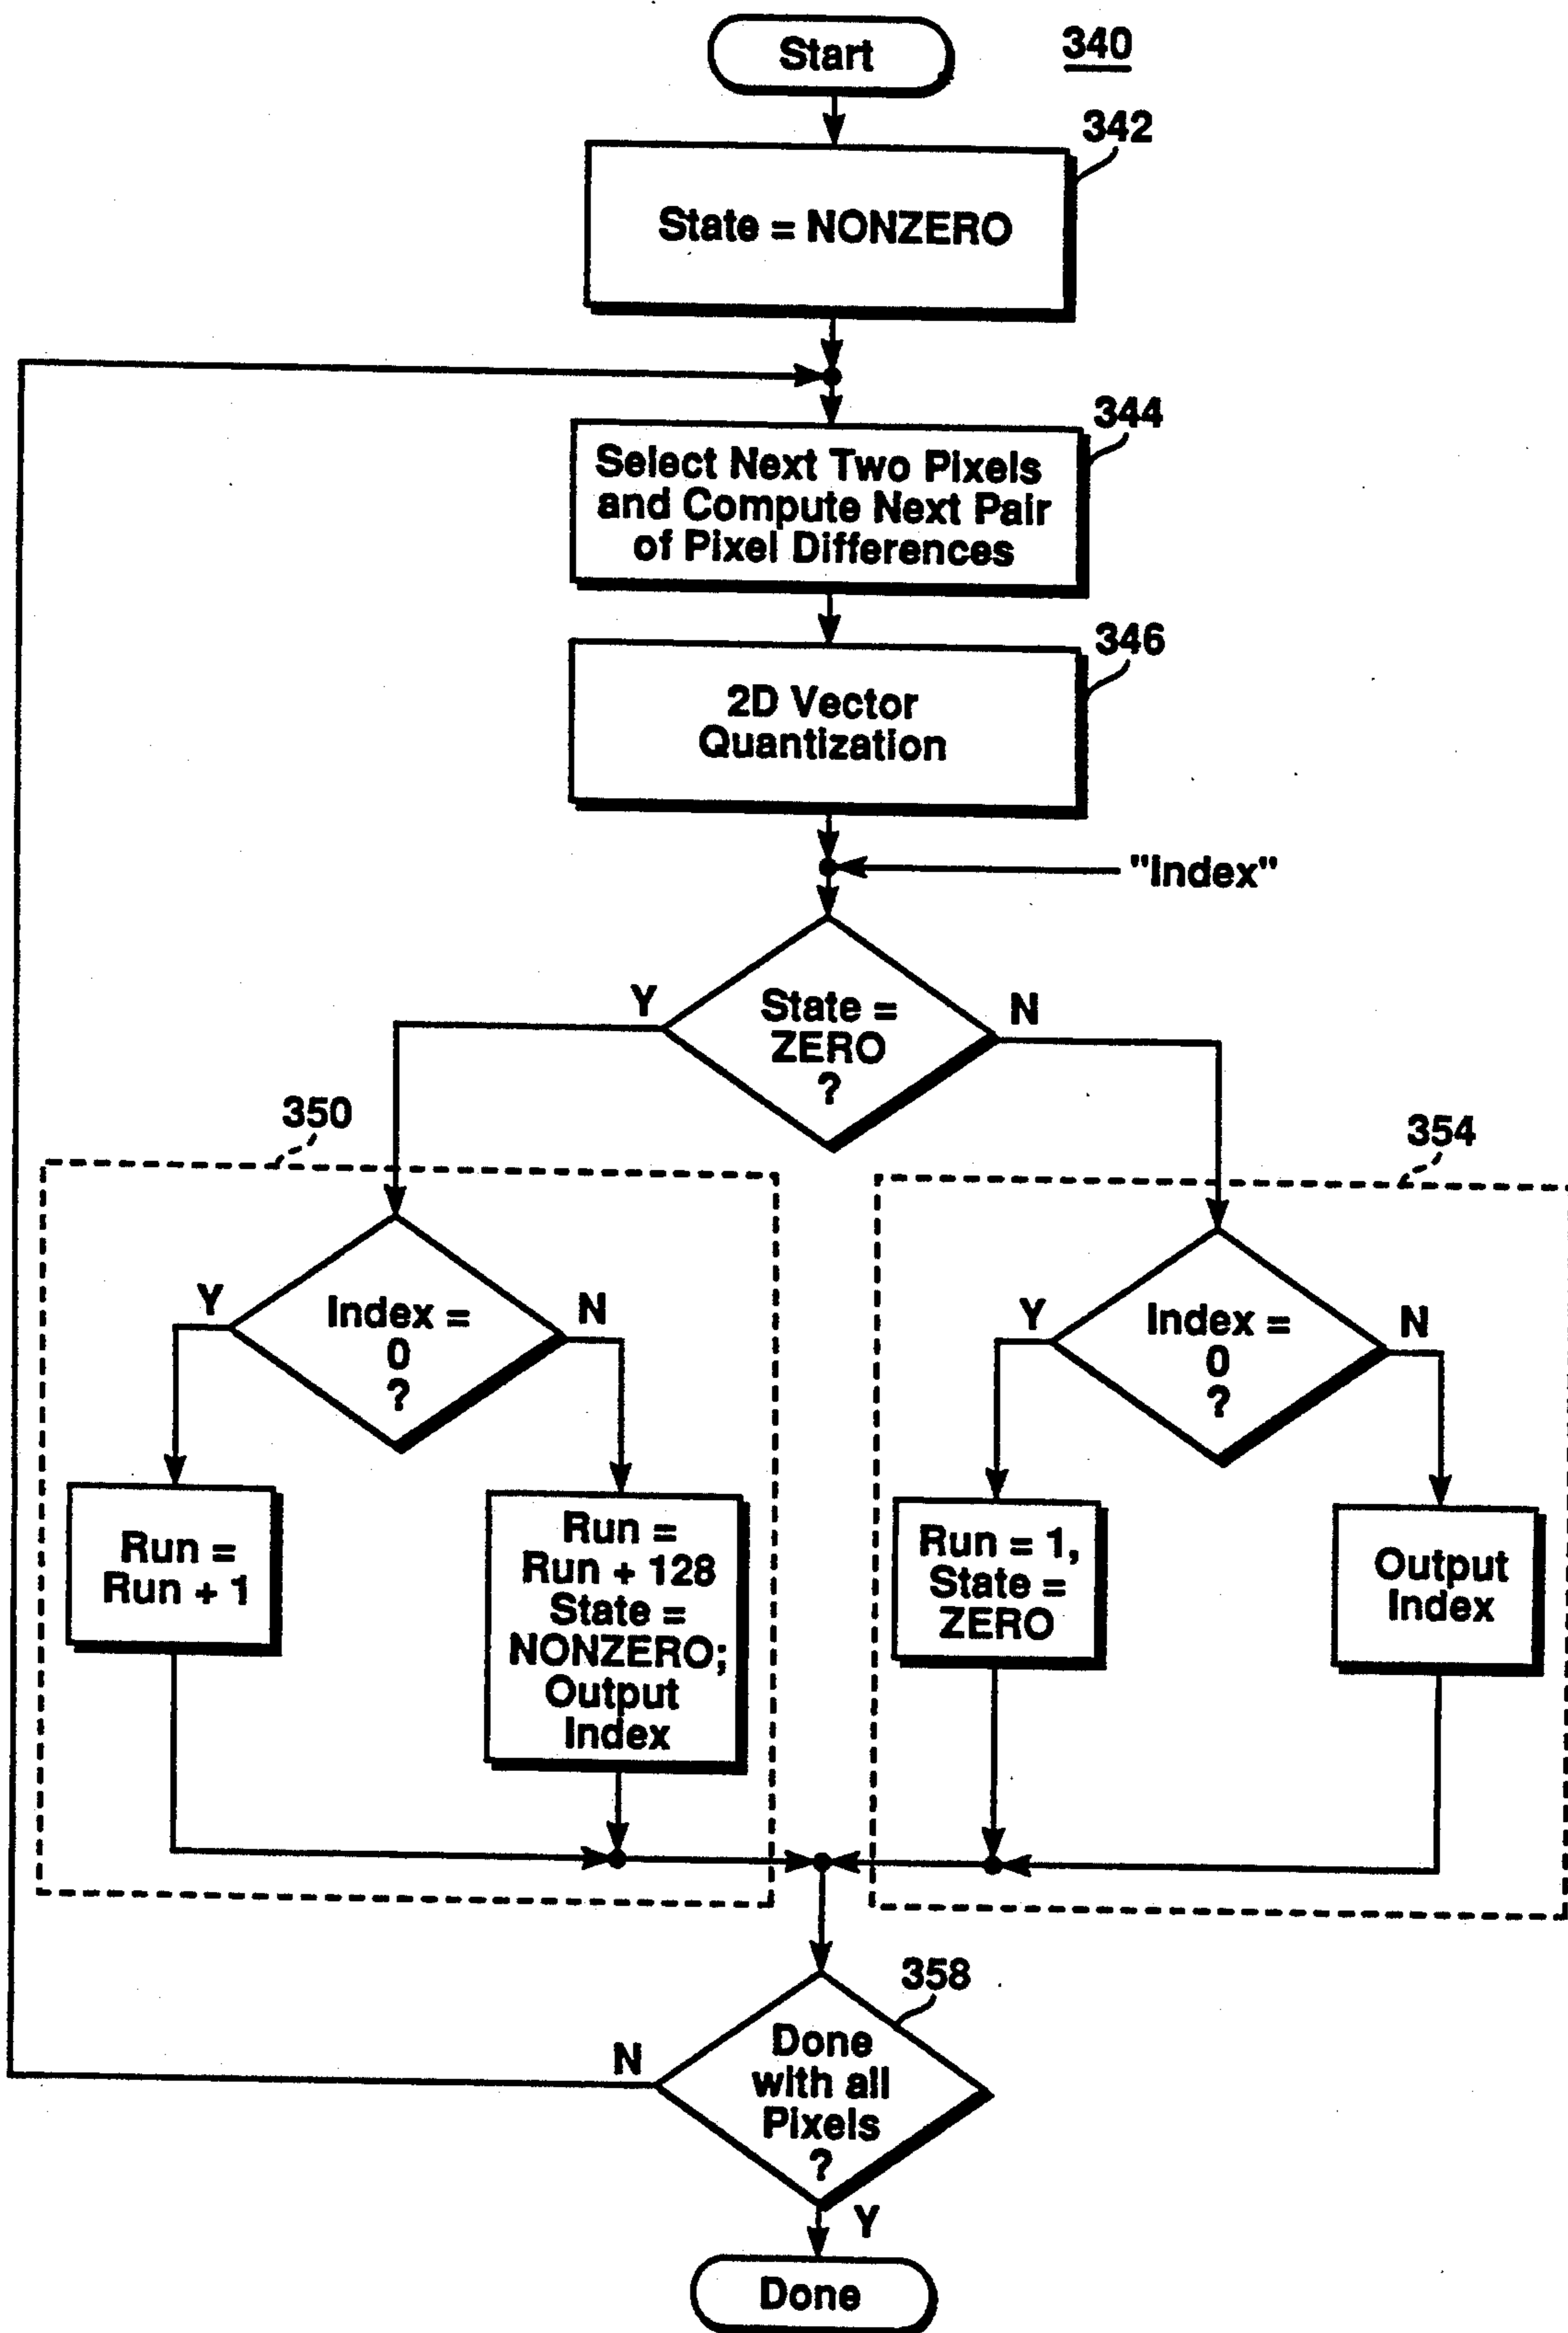 Start
340
342
State = NONZERO
344
Select Next Two Pixels
and Compute Next Pair
of Pixel Differences
346
2D Vector
Quantization
"Index"
State =
ZERO
?
Y
N
350
354
Index =
0
?
Y
N
Index =
0
?
Y
N
Run =
Run + 1
Run =
Run + 128
State =
NONZERO;
Output
Index
Run = 1,
State =
ZERO
Output
Index
358
Done
with all
Pixels
?
N
Y
Done